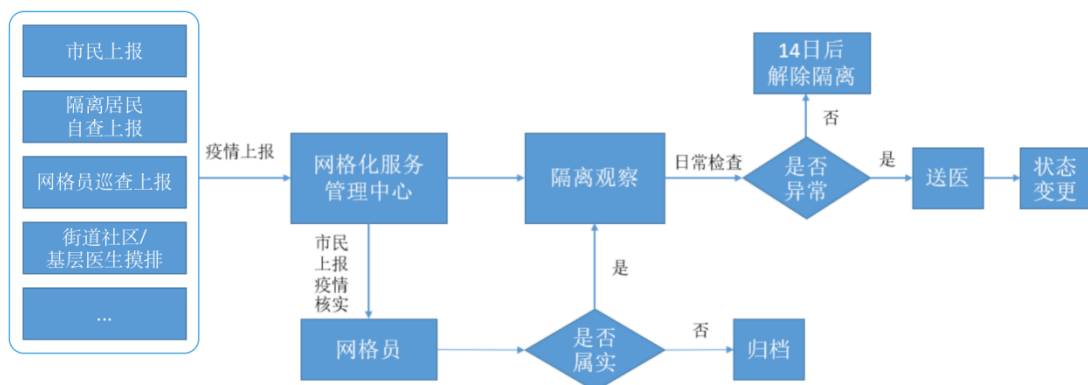 市民上报
隔离居民
自查上报
网格员巡查上报
街道社区/
基层医生摸排
...
疫情上报
网格化服务
管理中心
市民
上报
疫情
核实
网格员
是否
属实
是
否
归档
隔离观察
日常检查
是否
异常
否
14日后
解除隔离
是
送医
状态
变更